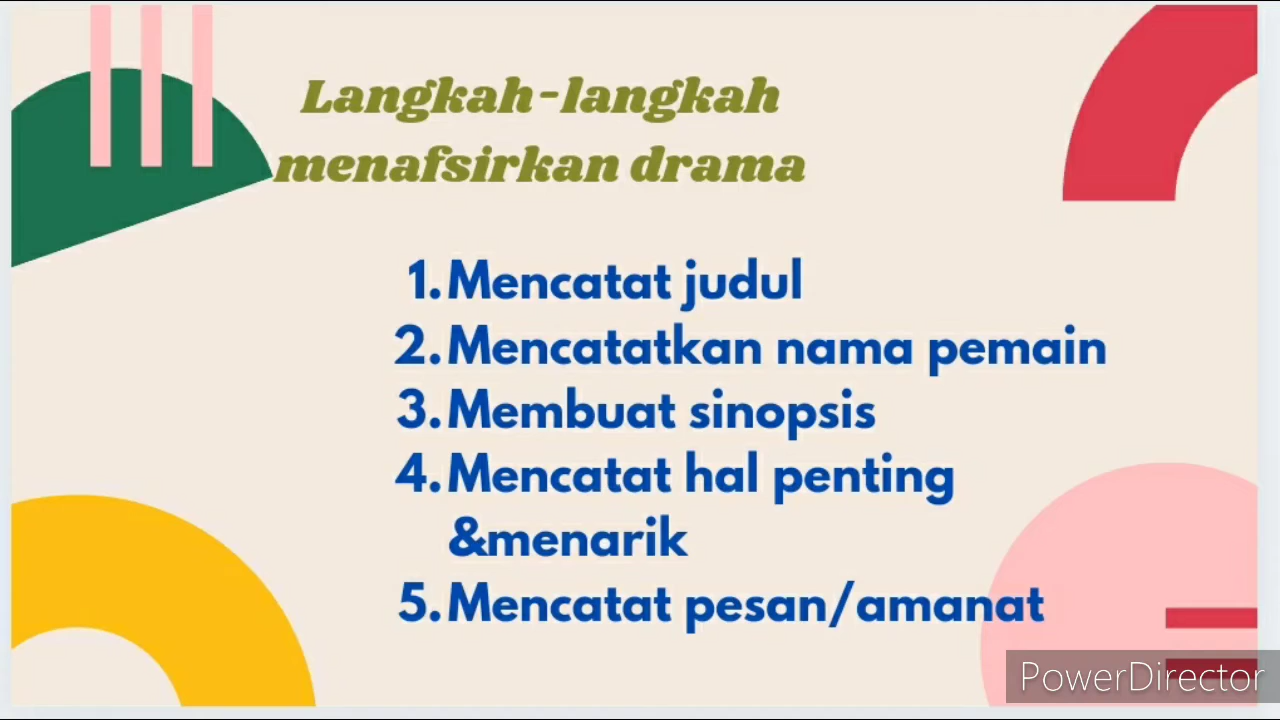 Langkah-langkah
menafsirkan drama
1.Mencatat judul
2.Mencatatkan nama pemain
3.Membuat sinopsis
4.Mencatat hal penting
&menarik
5.Mencatat pesan/amanat
PowerDirector